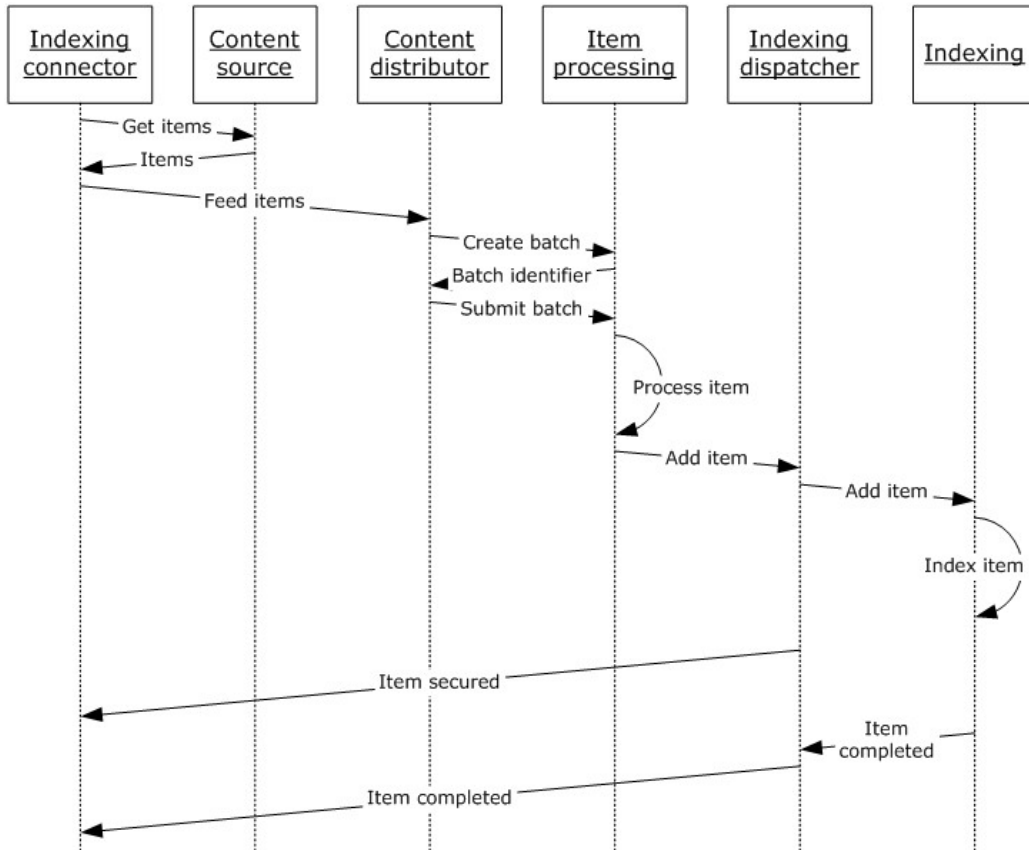 Indexing
connector
Content
source
Content
distributor
Item
processing
Indexing
dispatcher
Indexing
Get items
Items
Feed items
Create batch
Batch identifier
Submit batch
Process item
Add item
Add item
Index item
Item secured
Item
completed
Item completed